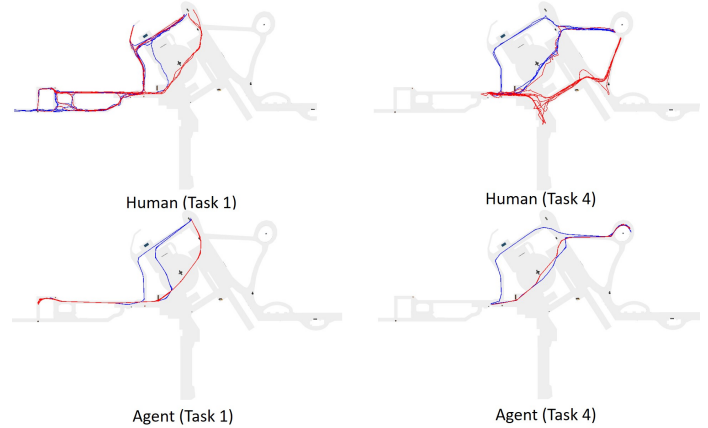 Human (Task 1)
Human (Task 4)
Agent (Task 1)
Agent (Task 4)